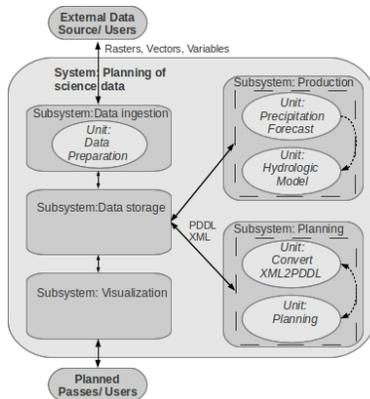 External Data
Source/ Users
Rasters, Vectors, Variables
System: Planning of
science data
Subsystem:Data ingestion
Unit:
Data
Preparation
Subsystem:Data storage
Subsystem: Visualization
PDDL
XML
Subsystem: Production
Unit:
Precipitation
Forecast
Unit:
Hydrologic
Model
Subsystem: Planning
Unit:
Convert
XML2PDDL
Unit:
Planning
Planned
Passes/ Users